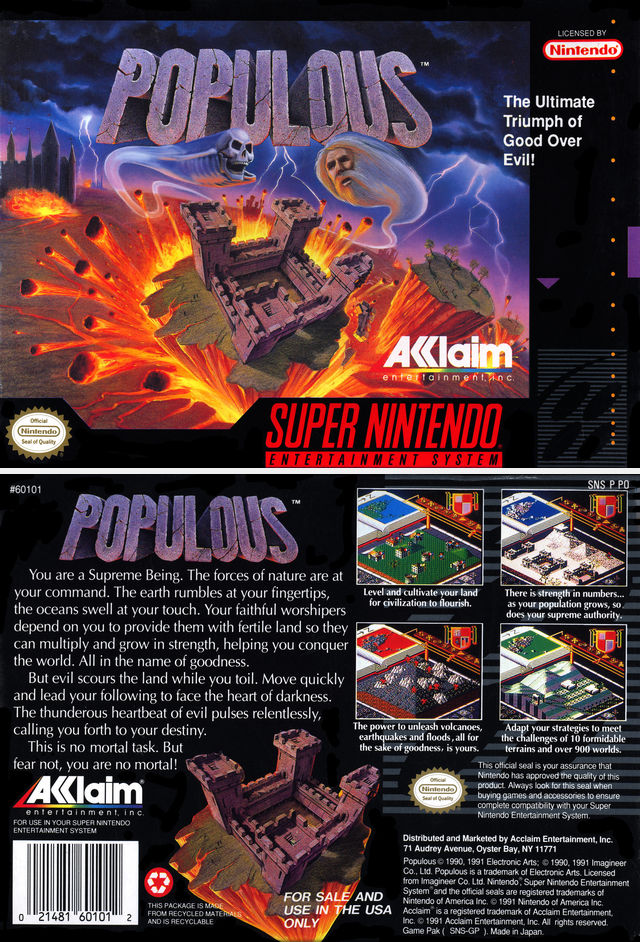 LICENSED BY
Nintendo®
POPULOUS™
The Ultimate
Triumph of
Good Over
Evil!
AKKlaim
entertainment, inc.
Official
Nintendo
Seal of Quality
SUPER NINTENDO
ENTERTAINMENT SYSTEM
#60101
SNS P PO
POPULOUS™
You are a Supreme Being. The forces of nature are at
your command. The earth rumbles at your fingertips,
the oceans swell at your touch. Your faithful worshipers
depend on you to provide them with fertile land so they
can multiply and grow in strength, helping you conquer
the world. All in the name of goodness.
But evil scours the land while you toil. Move quickly
and lead your following to face the heart of darkness.
The thunderous heartbeat of evil pulses relentlessly,
calling you forth to your destiny.
This is no mortal task. But
fear not, you are no mortal!
Level and cultivate your land
for civilization to flourish.
There is strength in numbers...
as your population grows, so
does your supreme authority.
The power to unleash volcanoes,
earthquakes and floods, all for
the sake of goodness, is yours.
Adapt your strategies to meet
the challenges of 10 formidable
terrains and over 900 worlds.
AKKlaim®
entertainment, inc.
FOR USE IN YOUR SUPER NINTENDO
ENTERTAINMENT SYSTEM
Official
Nintendo
Seal of Quality
This official seal is your assurance that
Nintendo has approved the quality of this
product. Always look for this seal when
buying games and accessories to ensure
complete compatibility with your Super
Nintendo Entertainment System.
0 21481 60101 2
THIS PACKAGE IS MADE
FROM RECYCLED MATERIALS
AND IS RECYCLABLE
FOR SALE AND
USE IN THE USA
ONLY
Distributed and Marketed by Acclaim Entertainment, Inc.
71 Audrey Avenue, Oyster Bay, NY 11771
Populous © 1990, 1991 Electronic Arts; © 1990, 1991 Imagineer
Co., Ltd. Populous is a trademark of Electronic Arts. Licensed
from Imagineer Co. Ltd. Nintendo, Super Nintendo Entertainment
System and the official seals are registered trademarks of
Nintendo of America Inc. © 1991 Nintendo of America Inc.
Acclaim® is a registered trademark of Acclaim Entertainment,
Inc. © 1991 Acclaim Entertainment, Inc. All rights reserved.
Game Pak ( SNS-GP ). Made in Japan.